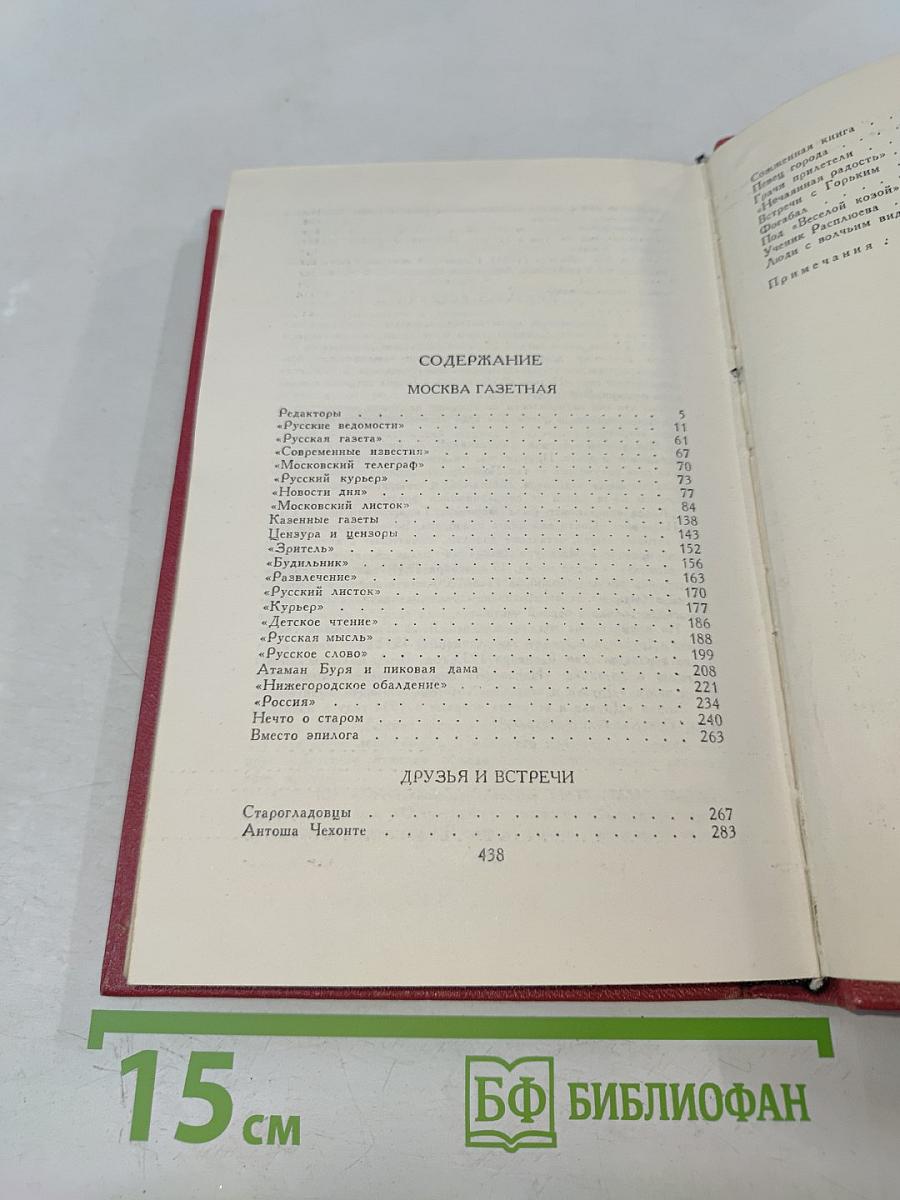 СОДЕРЖАНИЕ
МОСКВА ГАЗЕТНАЯ
Редакторы . . . . . . . . . . . . . . . . 5
«Русские ведомости» . . . . . . . . . . . . . 11
«Русская газета» . . . . . . . . . . . . . . 61
«Современные известия» . . . . . . . . . . . . 67
«Московский телеграф» . . . . . . . . . . . . 70
«Русский курьер» . . . . . . . . . . . . . . 73
«Новости дня» . . . . . . . . . . . . . . . 77
«Московский листок» . . . . . . . . . . . . . 84
Казенные газеты . . . . . . . . . . . . . . 138
Цензура и цензоры . . . . . . . . . . . . . 143
«Зритель» . . . . . . . . . . . . . . . . 152
«Будильник» . . . . . . . . . . . . . . . 156
«Развлечение» . . . . . . . . . . . . . . . 163
«Русский листок» . . . . . . . . . . . . . . 170
«Курьер» . . . . . . . . . . . . . . . . 177
«Детское чтение» . . . . . . . . . . . . . . 186
«Русская мысль» . . . . . . . . . . . . . . 188
«Русское слово» . . . . . . . . . . . . . . 199
Атаман Буря и пиковая дама . . . . . . . . . . 208
«Нижегородское обалдение» . . . . . . . . . . . 221
«Россия» . . . . . . . . . . . . . . . . 234
Нечто о старом . . . . . . . . . . . . . . 240
Вместо эпилога . . . . . . . . . . . . . . 263
ДРУЗЬЯ И ВСТРЕЧИ
Старогладовцы . . . . . . . . . . . . . . . 267
Антоша Чехонте . . . . . . . . . . . . . . 283
438
Сожженная книга . .
Певец города . . .
Грачи прилетели . .
«Нечаянная радость» .
Встречи с Горьким .
Фогабал . . . .
Под «Веселой козой»
Ученик Расплюева .
Люди с волчьим вид
Примечания :
15 см
БФ БИБЛИОФАН